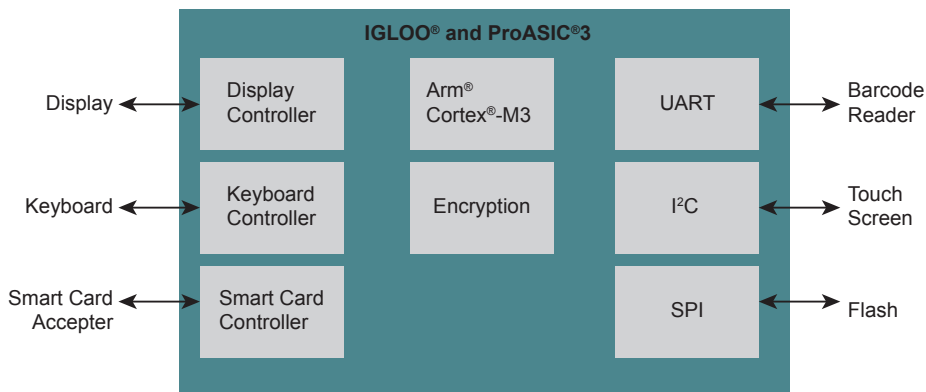 IGLOO® and ProASIC®3
Display
Display
Controller
Arm®
Cortex®-M3
UART
Barcode
Reader
Keyboard
Keyboard
Controller
Encryption
I²C
Touch
Screen
Smart Card
Accepter
Smart Card
Controller
SPI
Flash